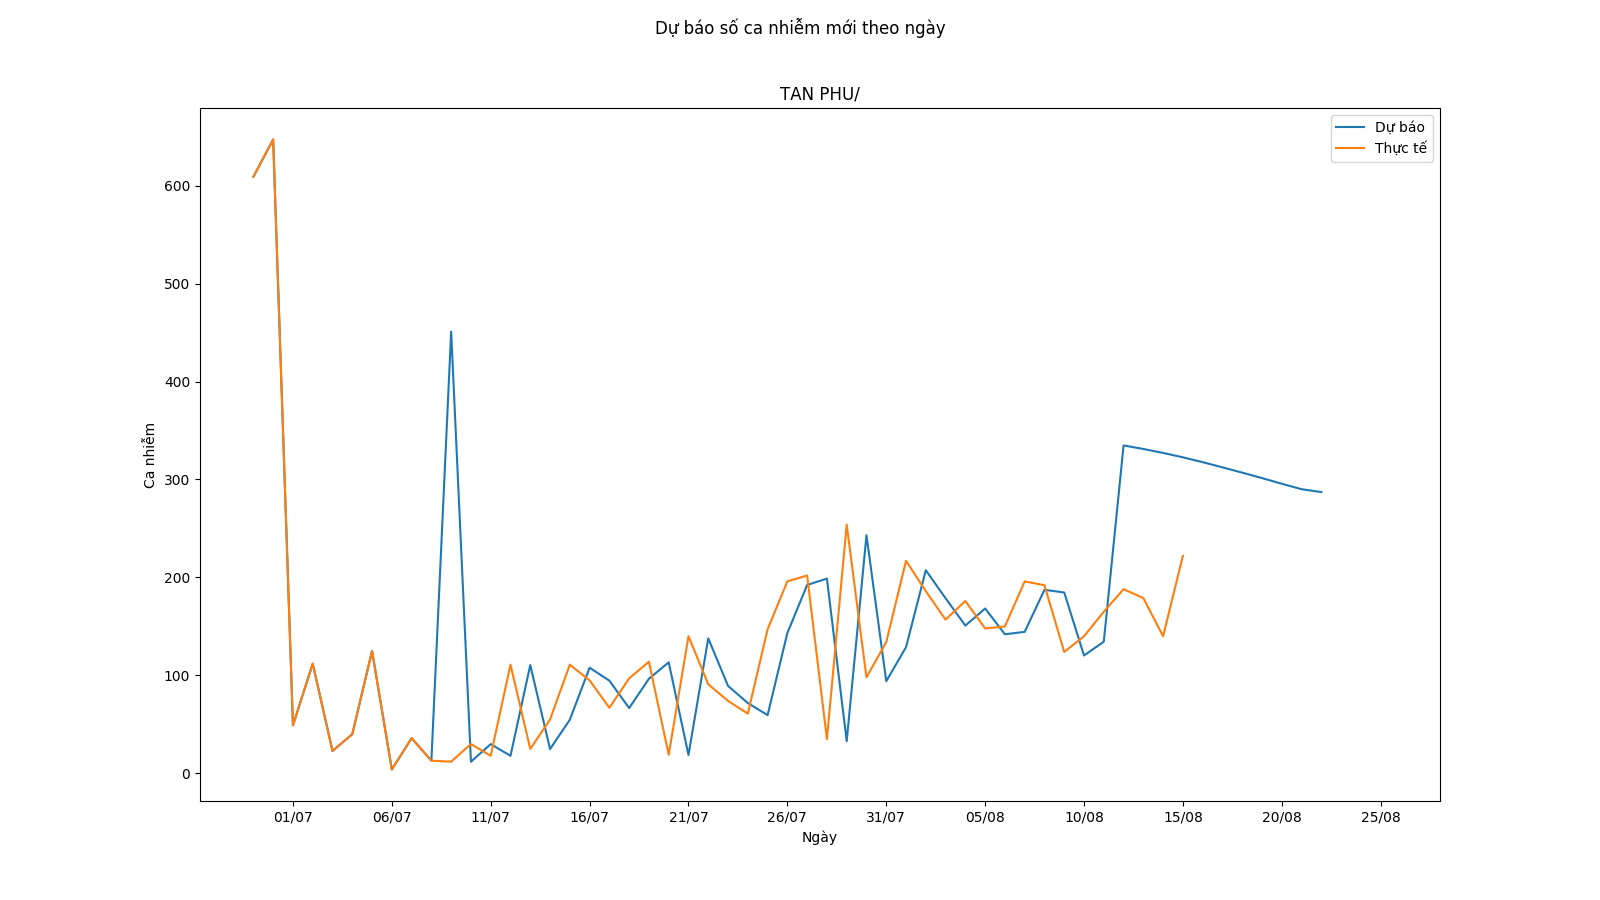 Dự báo số ca nhiễm mới theo ngày
TAN PHU/
Dự báo
Thực tế
600
500
400
300
200
100
0
Ca nhiễm
01/07 06/07 11/07 16/07 21/07 26/07 31/07 05/08 10/08 15/08 20/08 25/08
Ngày